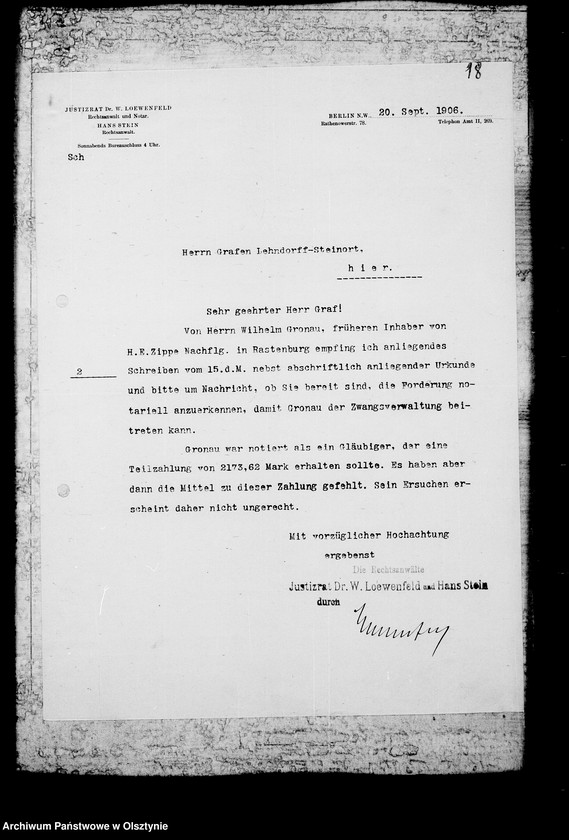 98
JUSTIZRAT Dr. W. LOEWENFELD
Rechtsanwalt und Notar.
HANS STEIN
Rechtsanwalt.
Sonnabends Bureauschluss 4 Uhr.
Sch
BERLIN N.W. 20. Sept. 1906.
Rathenowerstr. 78. Telephon Amt II,
Herrn Grafen Lehndorff-Steinort,
h i e r.
Sehr geehrter Herr Graf!
Von Herrn Wilhelm Gronau, früheren Inhaber von
H.E.Zippe Nachflg. in Rastenburg empfing ich anliegendes
2
Schreiben vom 15.d.M. nebst abschriftlich anliegender Urkunde
und bitte um Nachricht, ob Sie bereit sind, die Forderung no-
tariell anzuerkennen, damit Gronau der Zwangsverwaltung bei-
treten kann.
Gronau war notiert als ein Gläubiger, der eine
Teilzahlung von 2173,62 Mark erhalten sollte. Es haben aber
dann die Mittel zu dieser Zahlung gefehlt. Sein Ersuchen er-
scheint daher nicht ungerecht.
Mit vorzüglicher Hochachtung
ergebenst
Die Rechtsanwälte
Justizrat Dr. W. Loewenfeld und Hans Stein
durch
Archiwum Państwowe w Olsztynie